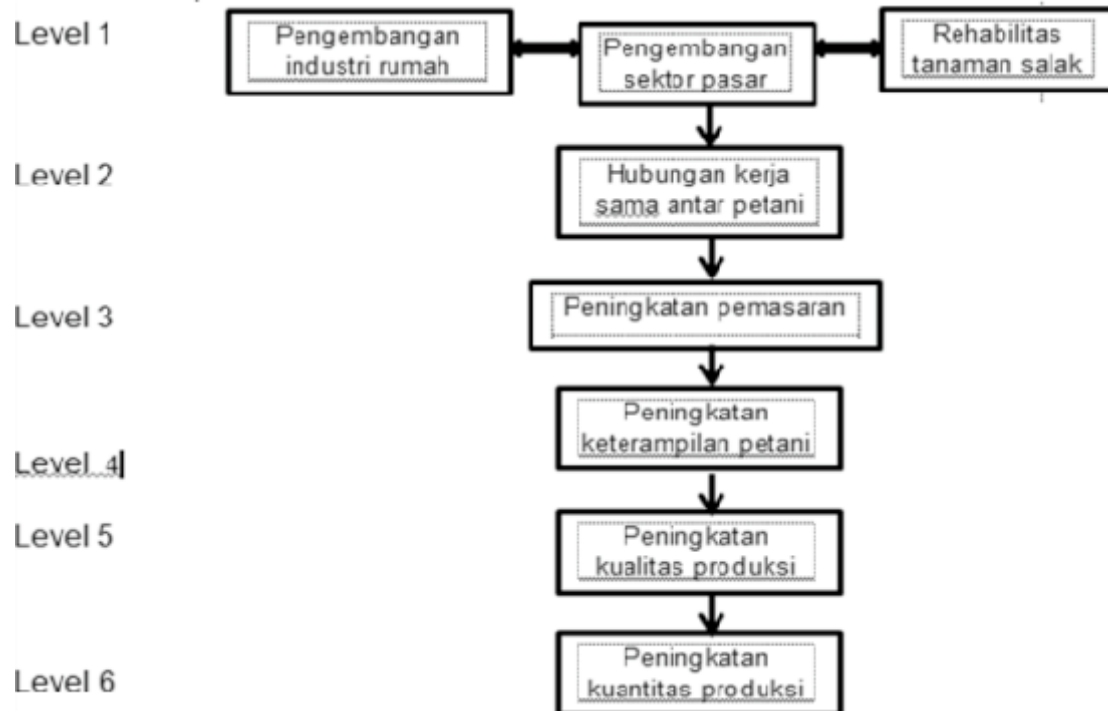 Level 1
Pengembangan
industri rumah
Pengembangan
sektor pasar
Rehabilitas
tanaman salak
Level 2
Hubungan kerja
sama antar petani
Level 3
Peningkatan pemasaran
Level 4
Peningkatan
keterampilan petani
Level 5
Peningkatan
kualitas produksi
Level 6
Peningkatan
kuantitas produksi